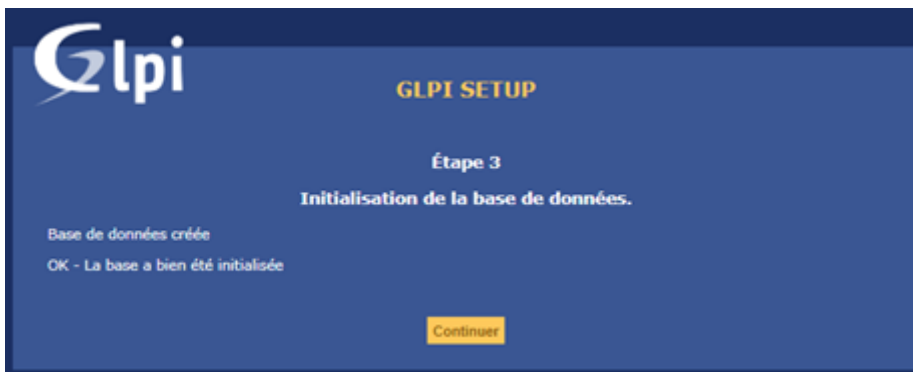 Glpi
GLPI SETUP
Étape 3
Initialisation de la base de données.
Base de données créée
OK - La base a bien été initialisée
Continuer